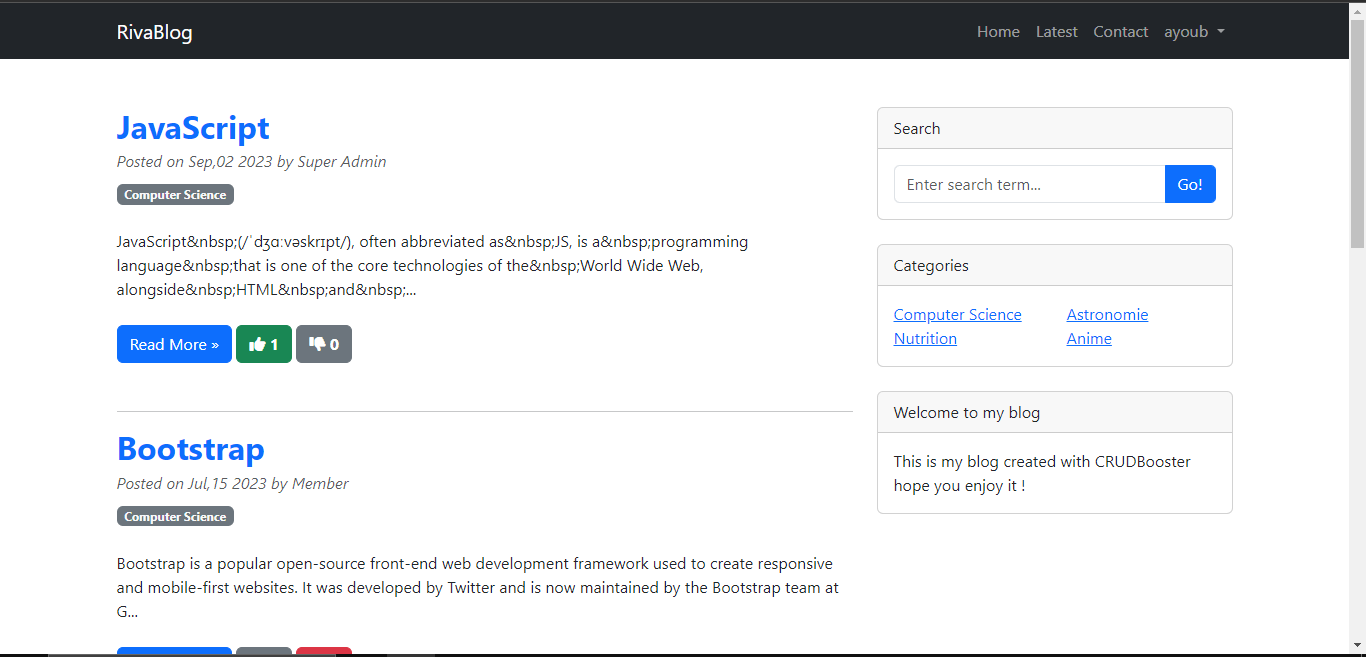 RivaBlog
Home Latest Contact ayoub
JavaScript
Posted on Sep,02 2023 by Super Admin
Computer Science
JavaScript&nbsp;(/ˈdʒɑːvəskrɪpt/), often abbreviated as&nbsp;JS, is a&nbsp;programming
language&nbsp;that is one of the core technologies of the&nbsp;World Wide Web,
alongside&nbsp;HTML&nbsp;and&nbsp;...
Read More » 1 0
Bootstrap
Posted on Jul,15 2023 by Member
Computer Science
Bootstrap is a popular open-source front-end web development framework used to create responsive
and mobile-first websites. It was developed by Twitter and is now maintained by the Bootstrap team at
G...
Search
Enter search term...
Go!
Categories
Computer Science Astronomie
Nutrition Anime
Welcome to my blog
This is my blog created with CRUDBooster
hope you enjoy it !